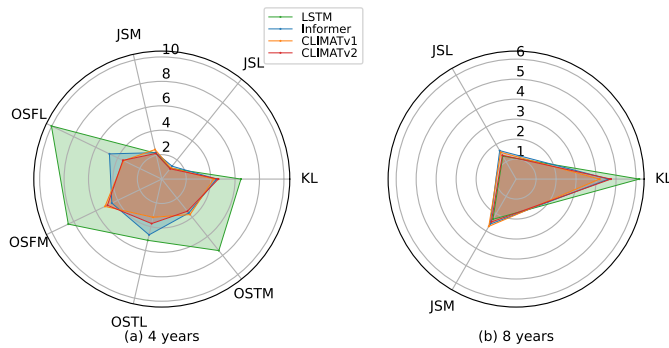 LSTM
Informer
CLIMATv1
CLIMATv2
JSM
10
8
6
4
2
JSL
OSFL
KL
OSFM
OSTL
OSTM
(a) 4 years
JSL
6
5
4
3
2
1
KL
JSM
(b) 8 years